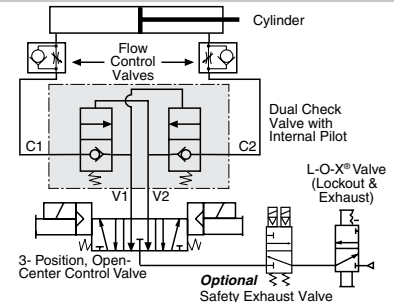 Cylinder
Flow
Control
Valves
Dual Check
Valve with
Internal Pilot
C1
C2
V1
V2
L-O-X® Valve
(Lockout &
Exhaust)
3- Position, Open-
Center Control Valve
Optional
Safety Exhaust Valve